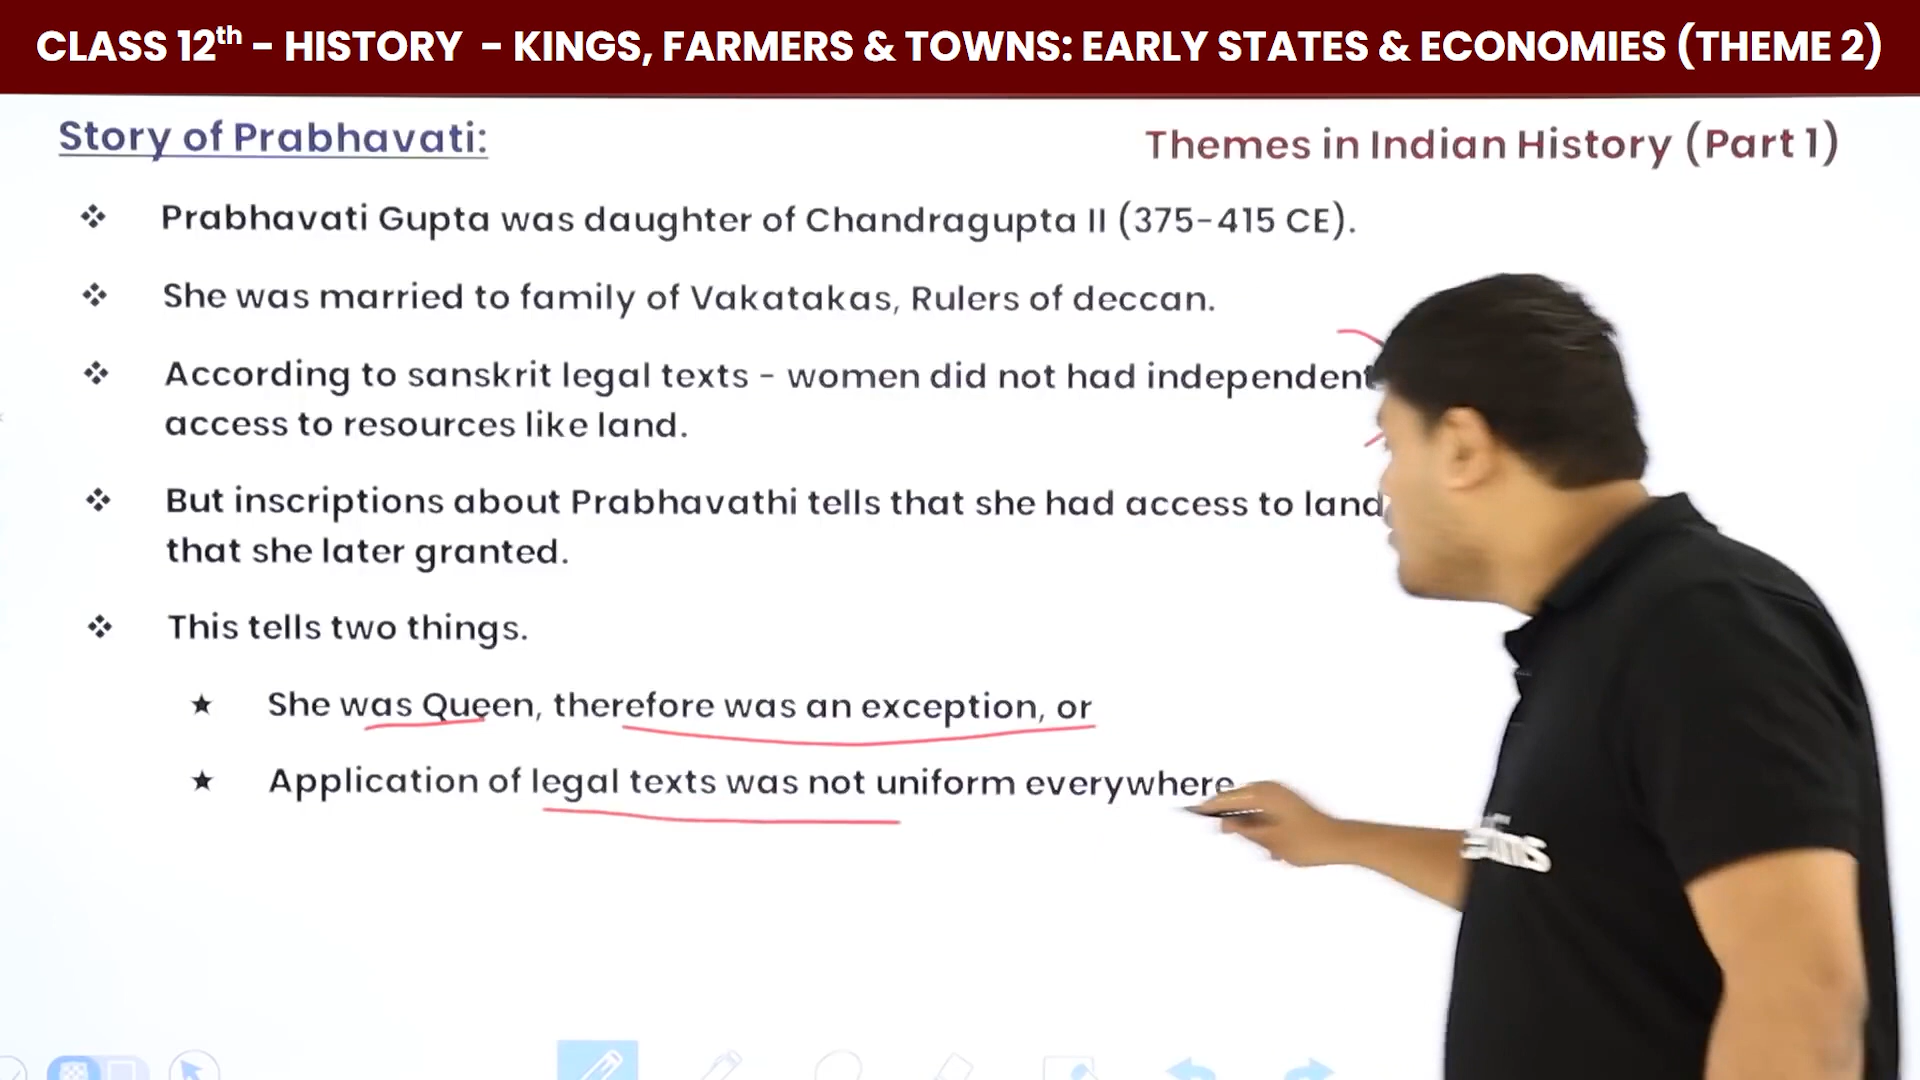 CLASS 12th - HISTORY - KINGS, FARMERS & TOWNS: EARLY STATES & ECONOMIES (THEME 2)
Story of Prabhavati:
Themes in Indian History (Part 1)
Prabhavati Gupta was daughter of Chandragupta II (375-415 CE).
She was married to family of Vakatakas, Rulers of deccan.
According to sanskrit legal texts - women did not had independent
access to resources like land.
But inscriptions about Prabhavathi tells that she had access to land
that she later granted.
This tells two things.
She was Queen, therefore was an exception, or
Application of legal texts was not uniform everywhere